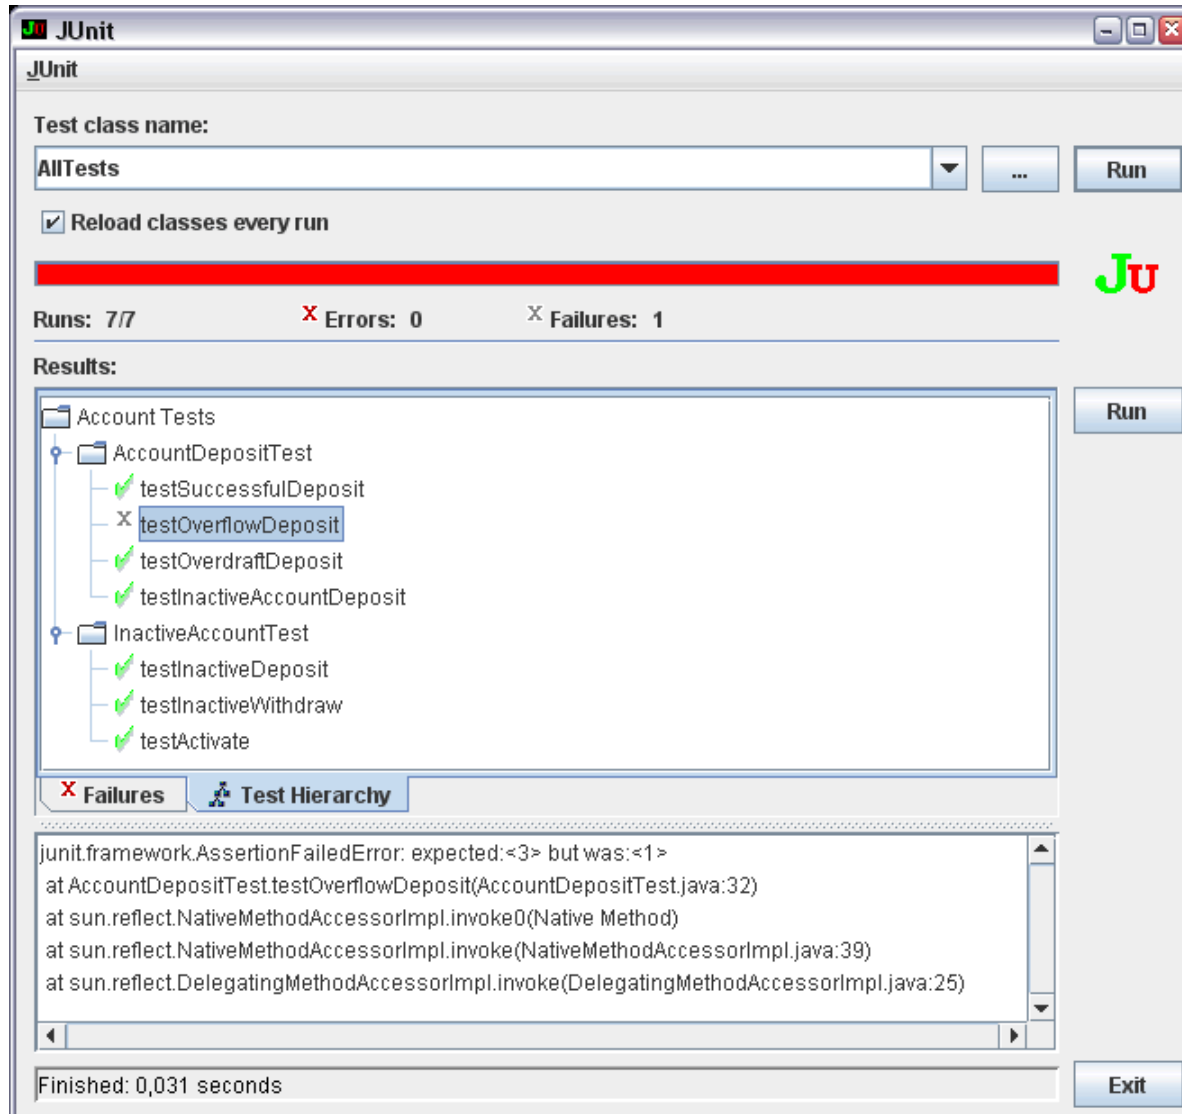 JU JUnit
JUnit
Test class name:
AllTests
... Run
Reload classes every run
JU
Runs: 7/7 X Errors: 0 X Failures: 1
Results:
Run
Account Tests
AccountDepositTest
testSuccessfulDeposit
X testOverflowDeposit
testOverdraftDeposit
testInactiveAccountDeposit
InactiveAccountTest
testInactiveDeposit
testInactiveWithdraw
testActivate
X Failures Test Hierarchy
junit.framework.AssertionFailedError: expected:<3> but was:<1>
at AccountDepositTest.testOverflowDeposit(AccountDepositTest.java:32)
at sun.reflect.NativeMethodAccessorImpl.invoke0(Native Method)
at sun.reflect.NativeMethodAccessorImpl.invoke(NativeMethodAccessorImpl.java:39)
at sun.reflect.DelegatingMethodAccessorImpl.invoke(DelegatingMethodAccessorImpl.java:25)
Finished: 0,031 seconds
Exit